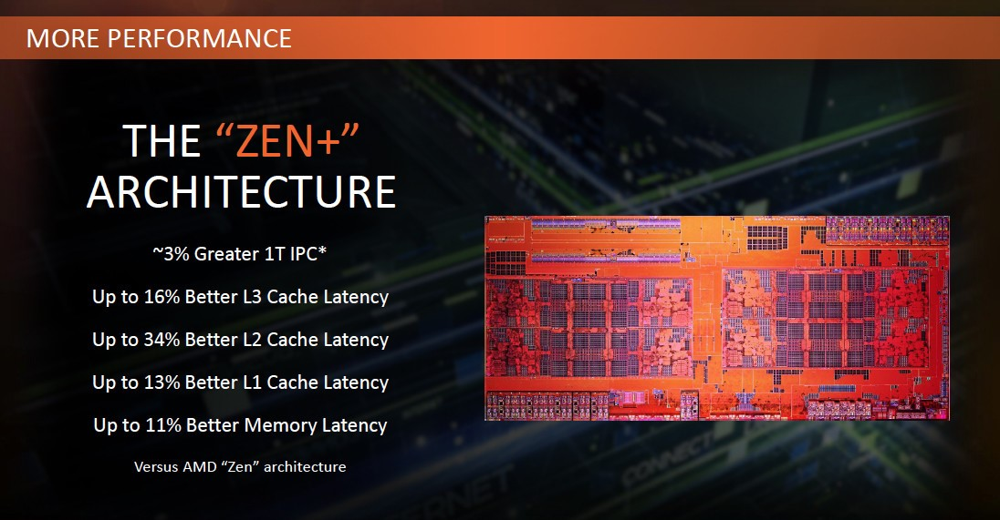 MORE PERFORMANCE
THE “ZEN+”
ARCHITECTURE
~3% Greater 1T IPC*
Up to 16% Better L3 Cache Latency
Up to 34% Better L2 Cache Latency
Up to 13% Better L1 Cache Latency
Up to 11% Better Memory Latency
Versus AMD “Zen” architecture
CONNECT